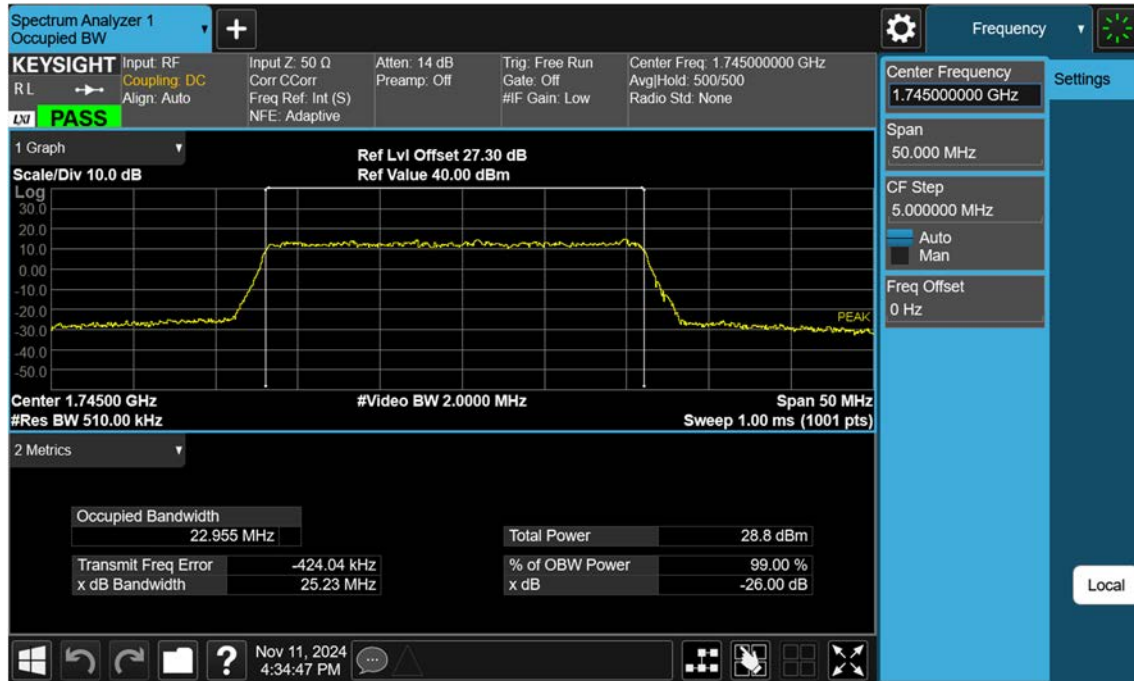 Spectrum Analyzer 1
Occupied BW
+
Frequency
KEYSIGHT
RL
LXI PASS
Input: RF
Coupling: DC
Align: Auto
Input Z: 50 Ω
Corr CCorr
Freq Ref: Int (S)
NFE: Adaptive
Atten: 14 dB
Preamp: Off
Trig: Free Run
Gate: Off
#IF Gain: Low
Center Freq: 1.745000000 GHz
Avg|Hold: 500/500
Radio Std: None
Center Frequency
1.745000000 GHz
Settings
Span
50.000 MHz
CF Step
5.000000 MHz
Auto
Man
Freq Offset
0 Hz
Local
1 Graph
Scale/Div 10.0 dB
Ref Lvl Offset 27.30 dB
Ref Value 40.00 dBm
Log
30.0
20.0
10.0
0.00
-10.0
-20.0
-30.0
-40.0
-50.0
PEAK
Center 1.74500 GHz
#Video BW 2.0000 MHz
Span 50 MHz
#Res BW 510.00 kHz
Sweep 1.00 ms (1001 pts)
2 Metrics
Occupied Bandwidth
22.955 MHz
Total Power 28.8 dBm
Transmit Freq Error -424.04 kHz
% of OBW Power 99.00 %
x dB Bandwidth 25.23 MHz
x dB -26.00 dB
?
Nov 11, 2024
4:34:47 PM